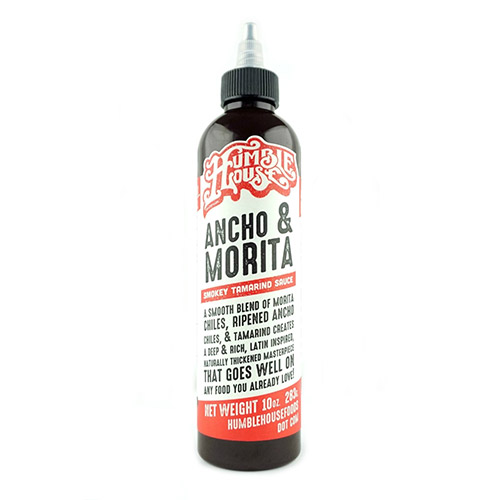 HUMBLE
HOUSE
ANCHO &
MORITA
SMOKEY TAMARIND SAUCE
A SMOOTH BLEND OF MORITA
CHILES, RIPENED ANCHO
CHILES, & TAMARIND CREATES
A DEEP & RICH, LATIN INSPIRED,
NATURALLY THICKENED MASTERPIECE
THAT GOES WELL ON
ANY FOOD YOU ALREADY LOVE!
NET WEIGHT 10oz. 283g
HUMBLEHOUSEFOODS
DOT COM